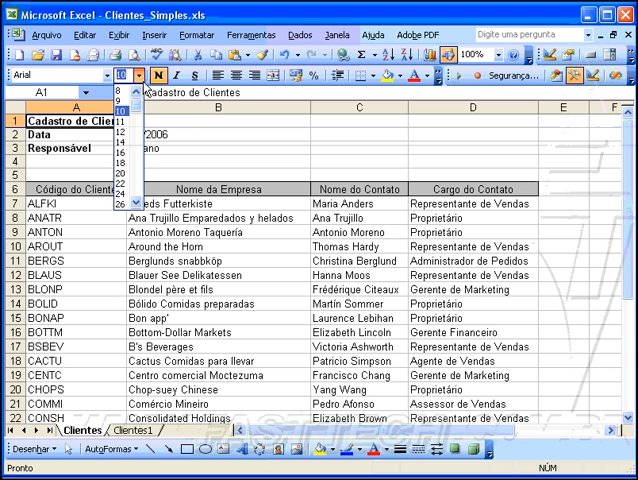 Microsoft Excel - Clientes_Simples.xls
Arquivo Editar Exibir Inserir Formatar Ferramentas Dados Janela Ajuda Adobe PDF Digite uma pergunta
100%
Arial 10 N I S % Segurança...
A1 Cadastro de Clientes
8
9
10
11
12
14
16
18
20
22
24
26
A B C D E F
1 Cadastro de Clien
2 Data /2006
3 Responsável ano
4
5
6 Código do Cliente Nome da Empresa Nome do Contato Cargo do Contato
7 ALFKI eds Futterkiste Maria Anders Representante de Vendas
8 ANATR Ana Trujillo Emparedados y helados Ana Trujillo Proprietário
9 ANTON Antonio Moreno Taquería Antonio Moreno Proprietário
10 AROUT Around the Horn Thomas Hardy Representante de Vendas
11 BERGS Berglunds snabbköp Christina Berglund Administrador de Pedidos
12 BLAUS Blauer See Delikatessen Hanna Moos Representante de Vendas
13 BLONP Blondel père et fils Frédérique Citeaux Gerente de Marketing
14 BOLID Bólido Comidas preparadas Martín Sommer Proprietário
15 BONAP Bon app' Laurence Lebihan Proprietário
16 BOTTM Bottom-Dollar Markets Elizabeth Lincoln Gerente Financeiro
17 BSBEV B's Beverages Victoria Ashworth Representante de Vendas
18 CACTU Cactus Comidas para llevar Patricio Simpson Agente de Vendas
19 CENTC Centro comercial Moctezuma Francisco Chang Gerente de Marketing
20 CHOPS Chop-suey Chinese Yang Wang Proprietário
21 COMMI Comércio Mineiro Pedro Afonso Assessor de Vendas
22 CONSH Consolidated Holdings Elizabeth Brown Representante de Vendas
Clientes Clientes1
Desenhar AutoFormas
Pronto NÚM